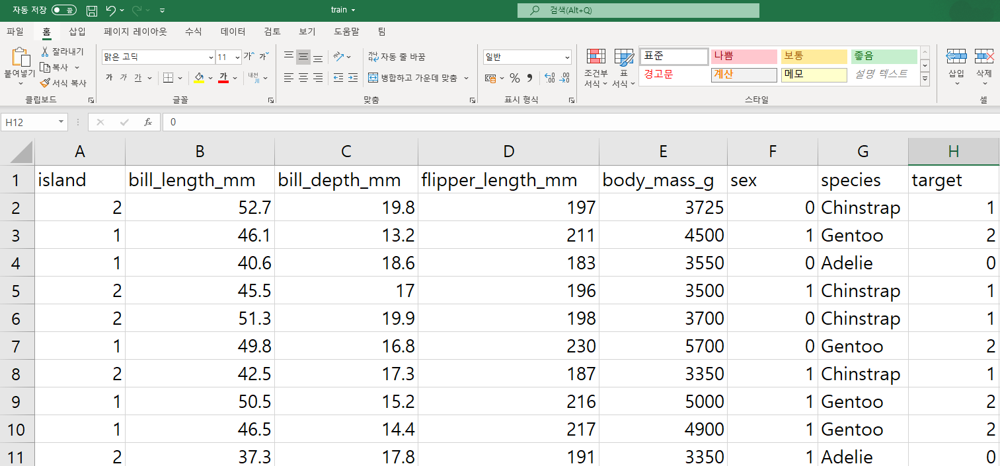 자동 저장 끔 train 검색(Alt+Q)
파일 홈 삽입 페이지 레이아웃 수식 데이터 검토 보기 도움말 팀
붙여넣기 잘라내기 복사 서식 복사
맑은 고딕 11 가 가
가 가 가 가 내천
자동 줄 바꿈
병합하고 가운데 맞춤
일반
% ,
조건부 서식 표 서식
표준 나쁨 보통 좋음
경고문 계산 메모 설명 텍스트
삽입 삭제
클립보드 글꼴 맞춤 표시 형식 스타일 셀
H12 fx 0
A B C D E F G H
1 island bill_length_mm bill_depth_mm flipper_length_mm body_mass_g sex species target
2 2 52.7 19.8 197 3725 0 Chinstrap 1
3 1 46.1 13.2 211 4500 1 Gentoo 2
4 1 40.6 18.6 183 3550 0 Adelie 0
5 2 45.5 17 196 3500 1 Chinstrap 1
6 2 51.3 19.9 198 3700 0 Chinstrap 1
7 1 49.8 16.8 230 5700 0 Gentoo 2
8 2 42.5 17.3 187 3350 1 Chinstrap 1
9 1 50.5 15.2 216 5000 1 Gentoo 2
10 1 46.5 14.4 217 4900 1 Gentoo 2
11 2 37.3 17.8 191 3350 1 Adelie 0